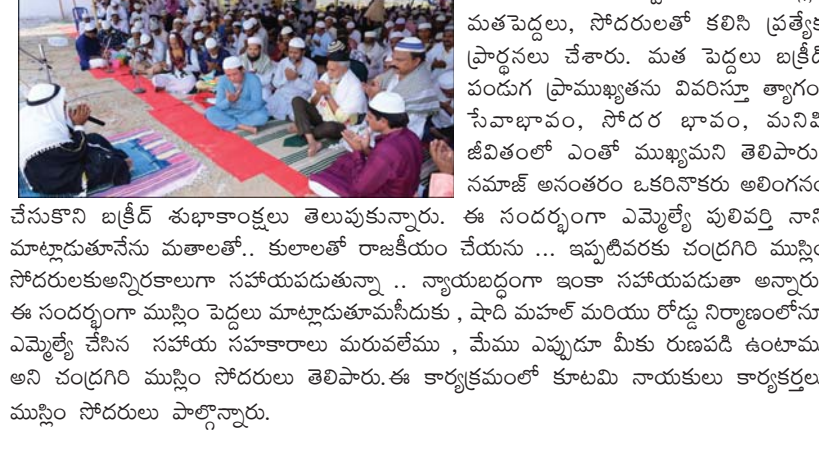 మతపెద్దలు, సోదరులతో కలిసి ప్రత్యేక
ప్రార్థనలు చేశారు. మత పెద్దలు బక్రీద్
పండుగ ప్రాముఖ్యతను వివరిస్తూ త్యాగం
సేవాభావం, సోదర భావం, మనిషి
జీవితంలో ఎంతో ముఖ్యమని తెలిపారు
నమాజ్ అనంతరం ఒకరినొకరు అలింగనం
చేసుకొని బక్రీద్ శుభాకాంక్షలు తెలుపుకున్నారు. ఈ సందర్భంగా ఎమ్మెల్యే పులివర్తి నాని
మాట్లాడుతూనేను మతాలతో.. కులాలతో రాజకీయం చేయను ... ఇప్పటివరకు చంద్రగిరి ముస్లిం
సోదరులకుఅన్నిరకాలుగా సహాయపడుతున్నా .. న్యాయబద్ధంగా ఇంకా సహాయపడుతా అన్నారు
ఈ సందర్భంగా ముస్లిం పెద్దలు మాట్లాడుతూమసీదుకు , షాది మహల్ మరియు రోడ్డు నిర్మాణంలోనూ
ఎమ్మెల్యే చేసిన సహాయ సహకారాలు మరువలేము , మేము ఎప్పుడూ మీకు రుణపడి ఉంటాము
అని చంద్రగిరి ముస్లిం సోదరులు తెలిపారు.ఈ కార్యక్రమంలో కూటమి నాయకులు కార్యకర్తలు
ముస్లిం సోదరులు పాల్గొన్నారు.